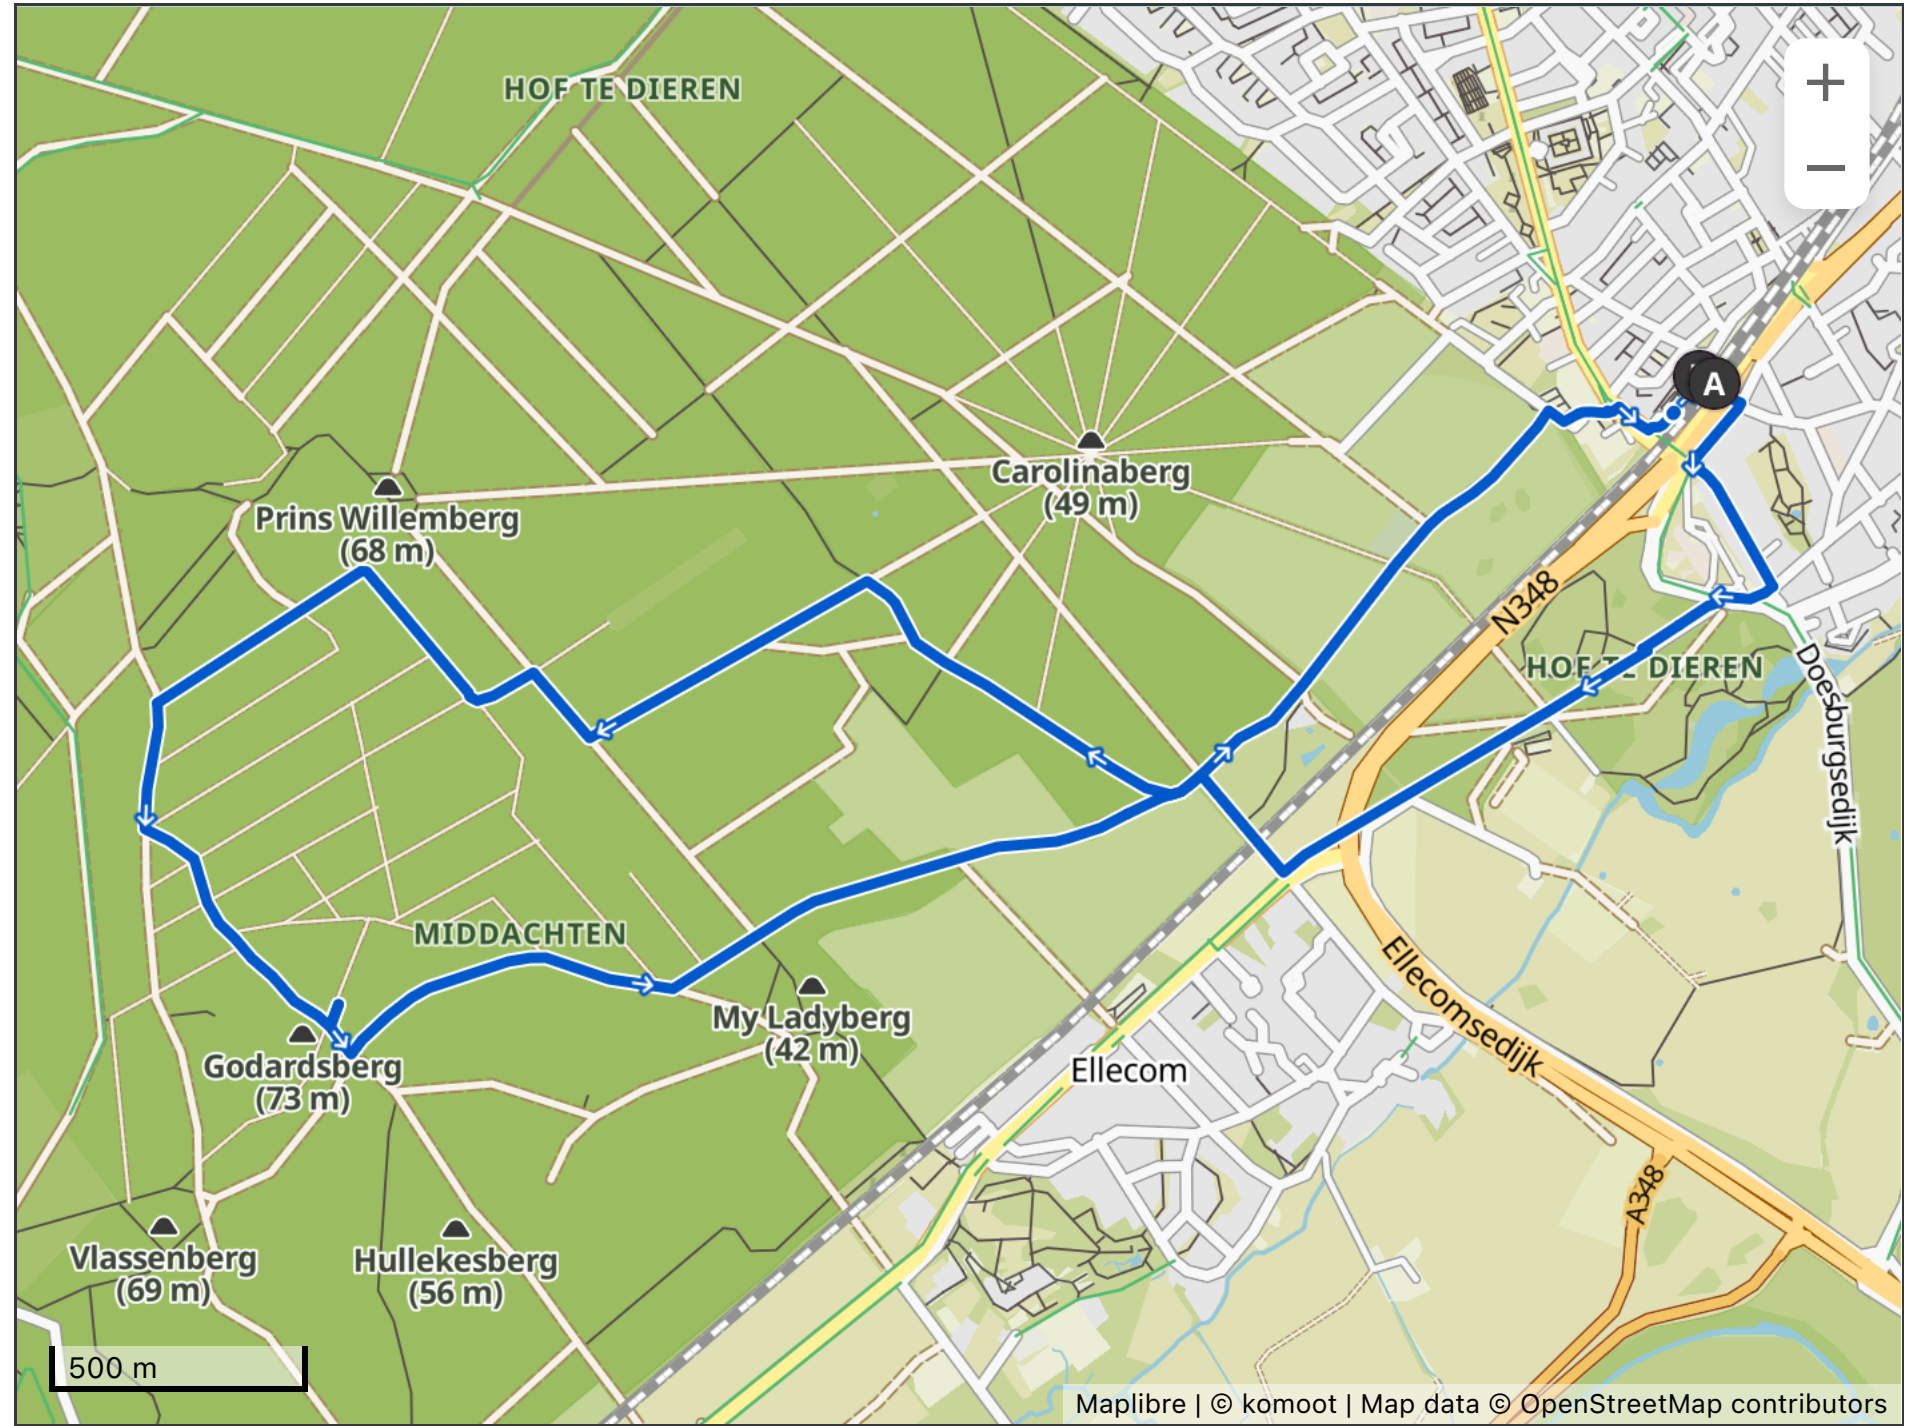 HOF TE DIEREN
+
−
A
Carolinaberg
(49 m)
Prins Willemberg
(68 m)
N348
HOF TE DIEREN
Doesburgsedijk
MIDDACHTEN
My Ladyberg
(42 m)
Godardsberg
(73 m)
Ellecom
Ellecomsedijk
A348
Vlassenberg
(69 m)
Hullekesberg
(56 m)
500 m
Maplibre | © komoot | Map data © OpenStreetMap contributors